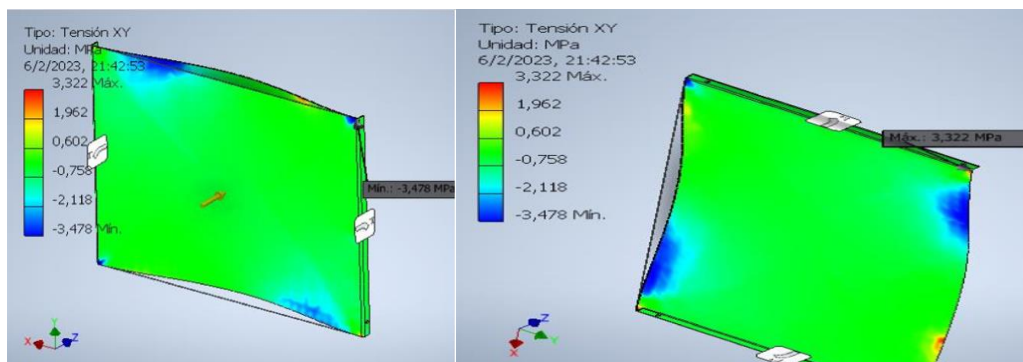 Tipo: Tensión XY
Unidad: MPa
6/2/2023, 21:42:53
3,322 Máx.
1,962
0,602
-0,758
-2,118
-3,478 Mín.
Mín.: -3,478 MPa
X
Y
Z
Tipo: Tensión XY
Unidad: MPa
6/2/2023, 21:42:53
3,322 Máx.
1,962
0,602
-0,758
-2,118
-3,478 Mín.
Máx.: 3,322 MPa
Z
Y
X